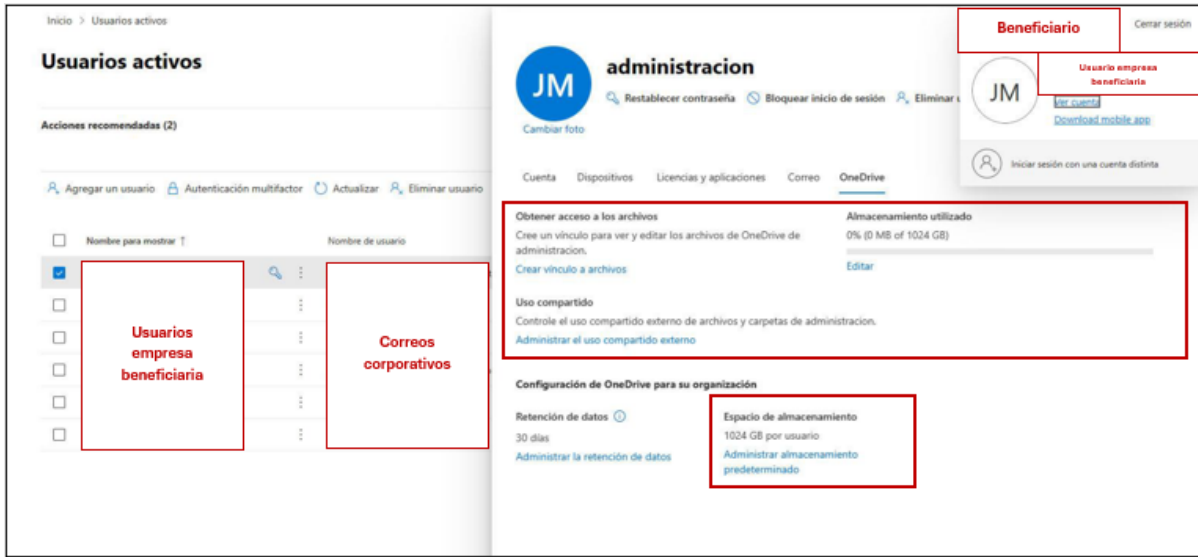 Inicio > Usuarios activos
Usuarios activos
Acciones recomendadas (2)
Agregar un usuario Autenticación multifactor Actualizar Eliminar usuario
Nombre para mostrar ↑ Nombre de usuario
Usuarios
empresa
beneficiaria
Correos
corporativos
JM
Cambiar foto
administracion
Restablecer contraseña Bloquear inicio de sesión Eliminar
Cuenta Dispositivos Licencias y aplicaciones Correo OneDrive
Obtener acceso a los archivos
Cree un vínculo para ver y editar los archivos de OneDrive de
administracion.
Crear vínculo a archivos
Almacenamiento utilizado
0% (0 MB of 1024 GB)
Editar
Uso compartido
Controle el uso compartido externo de archivos y carpetas de administracion.
Administrar el uso compartido externo
Configuración de OneDrive para su organización
Retención de datos
30 días
Administrar la retención de datos
Espacio de almacenamiento
1024 GB por usuario
Administrar almacenamiento
predeterminado
Beneficiario
Cerrar sesión
JM
Usuario empresa
beneficiaria
Ver cuenta
Download mobile app
Iniciar sesión con una cuenta distinta